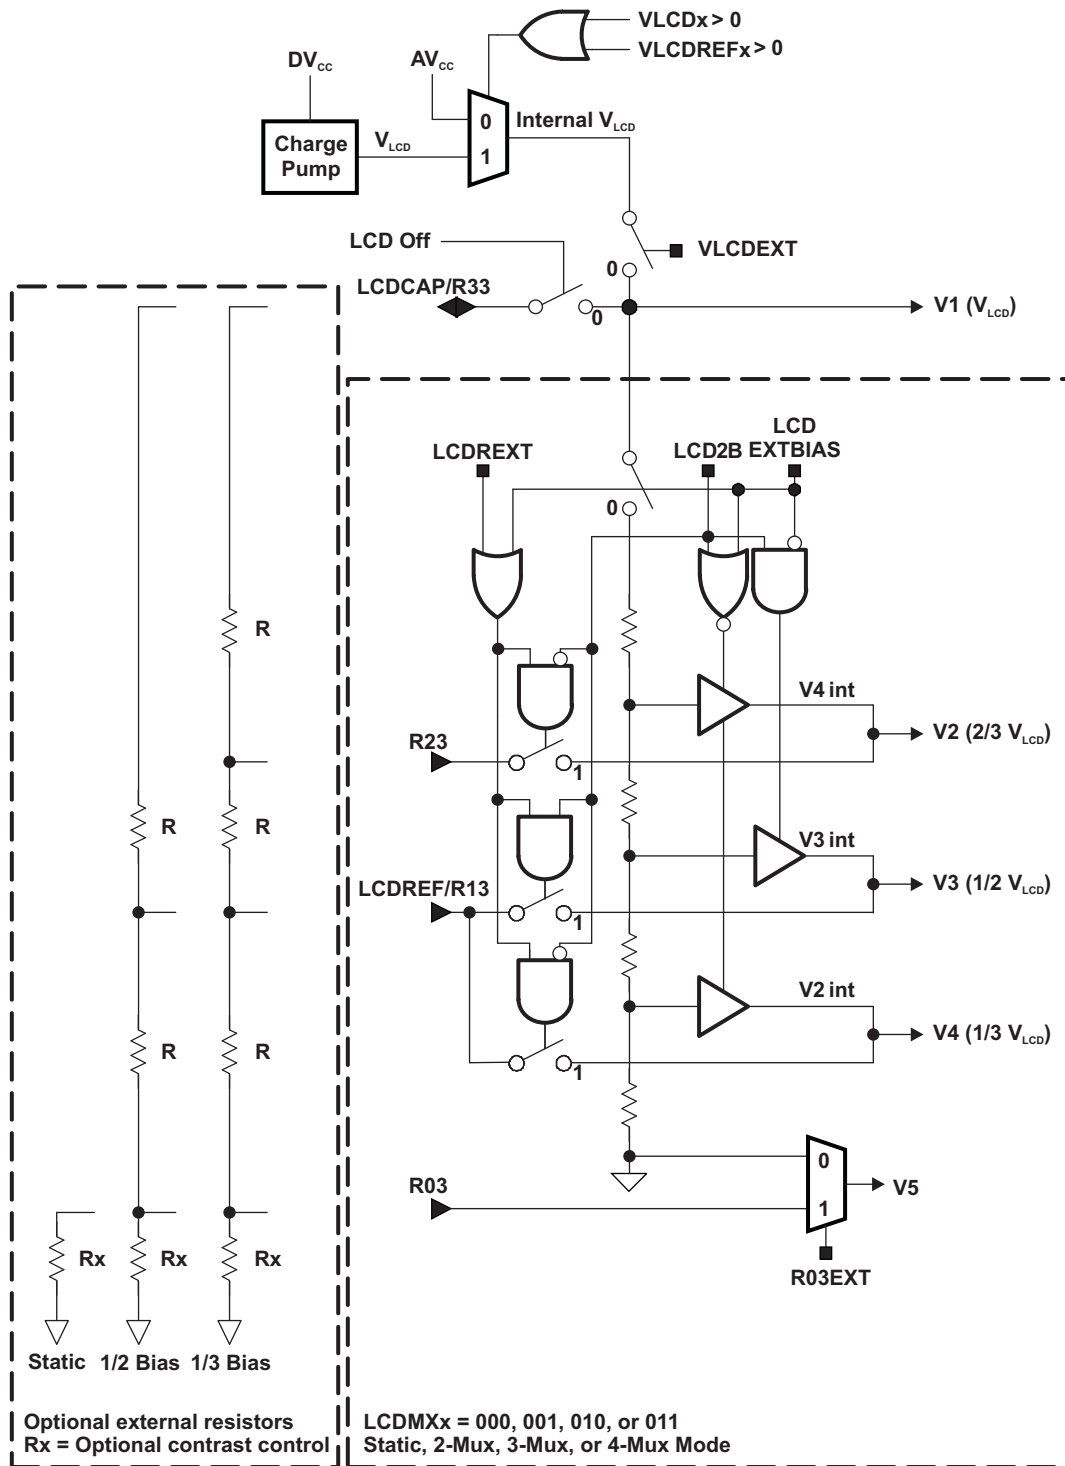 VLCDx > 0
VLCDREFx > 0
DVCC
AVCC
Charge
Pump
VLCD
0
1
Internal VLCD
LCD Off
VLCDEXT
0
LCDCAP/R33
0
V1 (VLCD)
LCDREXT
LCD2B
LCD
EXTBIAS
0
R
V4 int
V2 (2/3 VLCD)
R23
1
R
R
V3 int
LCDREF/R13
V3 (1/2 VLCD)
1
R
R
V2 int
V4 (1/3 VLCD)
1
0
R03
V5
1
Rx
Rx
Rx
R03EXT
Static
1/2 Bias
1/3 Bias
Optional external resistors
Rx = Optional contrast control
LCDMXx = 000, 001, 010, or 011
Static, 2-Mux, 3-Mux, or 4-Mux Mode